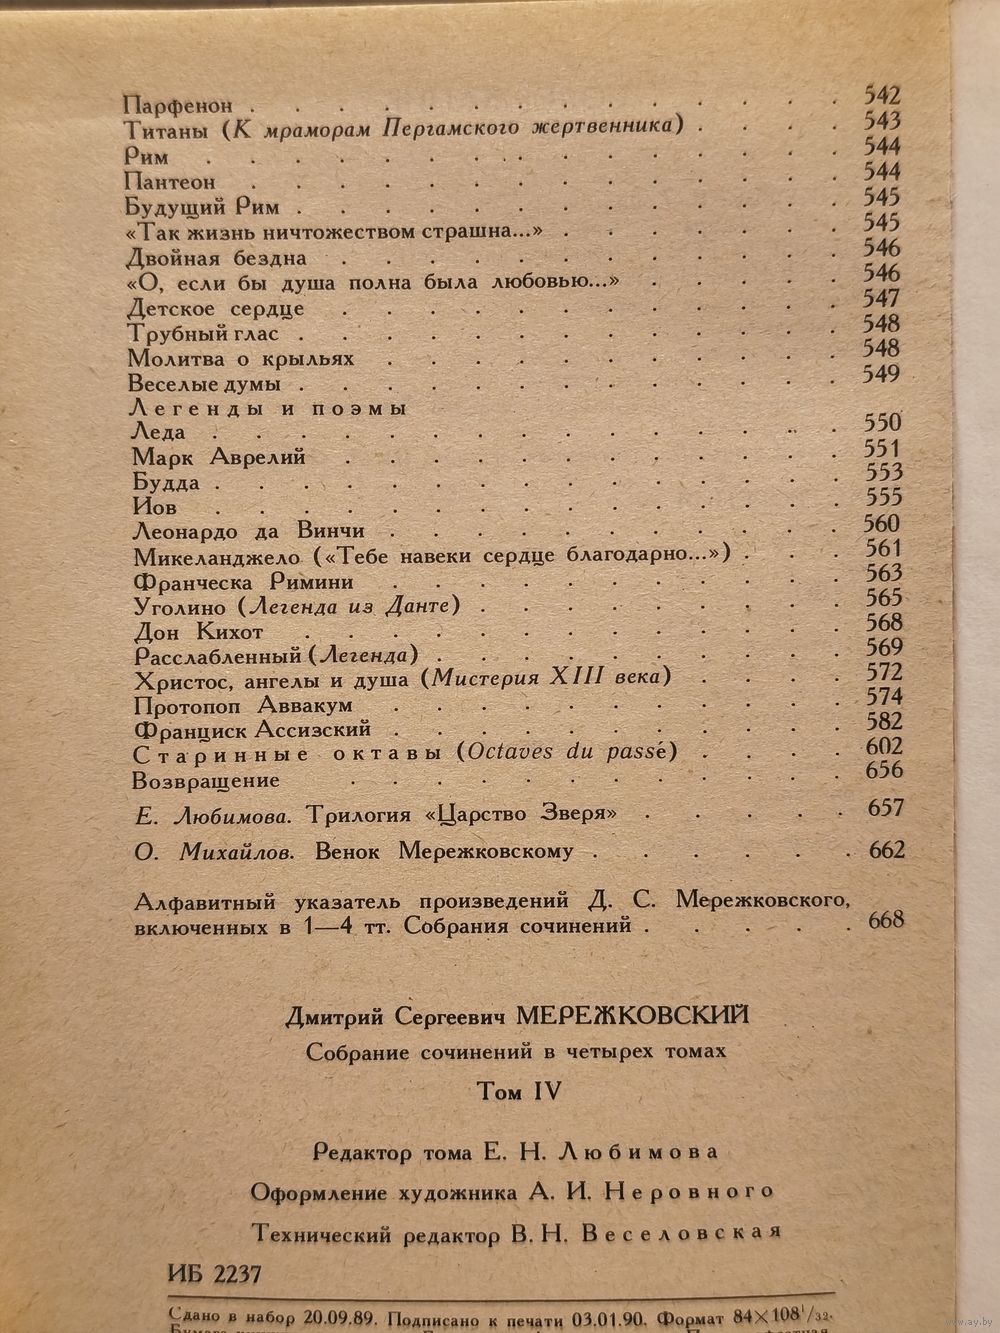 Парфенон . . . . . . . . . . . . . . 542
Титаны (К мраморам Пергамского жертвенника) . . . . 543
Рим . . . . . . . . . . . . . . . 544
Пантеон . . . . . . . . . . . . . . 544
Будущий Рим . . . . . . . . . . . . . 545
«Так жизнь ничтожеством страшна...» . . . . . . . 545
Двойная бездна . . . . . . . . . . . . 546
«О, если бы душа полна была любовью...» . . . . . 546
Детское сердце . . . . . . . . . . . . 547
Трубный глас . . . . . . . . . . . . . 548
Молитва о крыльях . . . . . . . . . . . 548
Веселые думы . . . . . . . . . . . . . 549
Легенды и поэмы
Леда . . . . . . . . . . . . . . . 550
Марк Аврелий . . . . . . . . . . . . 551
Будда . . . . . . . . . . . . . . . 553
Иов . . . . . . . . . . . . . . . 555
Леонардо да Винчи . . . . . . . . . . . 560
Микеланджело («Тебе навеки сердце благодарно...») . . . 561
Франческа Римини . . . . . . . . . . . 563
Уголино (Легенда из Данте) . . . . . . . . . 565
Дон Кихот . . . . . . . . . . . . . 568
Расслабленный (Легенда) . . . . . . . . . . 569
Христос, ангелы и душа (Мистерия XIII века) . . . . 572
Протопоп Аввакум . . . . . . . . . . . 574
Франциск Ассизский . . . . . . . . . . . 582
Старинные октавы (Octaves du passé) . . . . 602
Возвращение . . . . . . . . . . . . 656
Е. Любимова. Трилогия «Царство Зверя» . . . . . 657
О. Михайлов. Венок Мережковскому . . . . . . 662
Алфавитный указатель произведений Д. С. Мережковского,
включенных в 1—4 тт. Собрания сочинений . . . . . 668
Дмитрий Сергеевич МЕРЕЖКОВСКИЙ
Собрание сочинений в четырех томах
Том IV
Редактор тома Е. Н. Любимова
Оформление художника А. И. Неровного
Технический редактор В. Н. Веселовская
ИБ 2237
Сдано в набор 20.09.89. Подписано к печати 03.01.90. Формат 84×108¹/₃₂.
www.ay.by